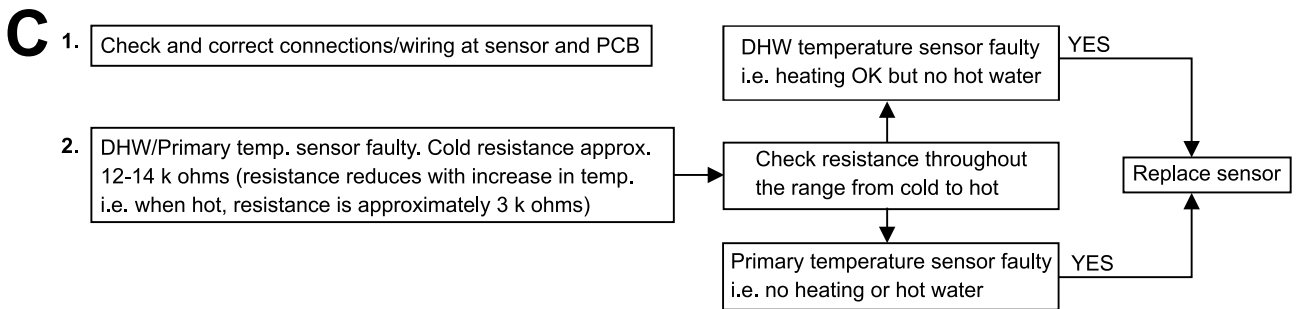 C
1. Check and correct connections/wiring at sensor and PCB
2. DHW/Primary temp. sensor faulty. Cold resistance approx.
12-14 k ohms (resistance reduces with increase in temp.
i.e. when hot, resistance is approximately 3 k ohms)
Check resistance throughout
the range from cold to hot
DHW temperature sensor faulty
i.e. heating OK but no hot water
YES
Primary temperature sensor faulty
i.e. no heating or hot water
YES
Replace sensor